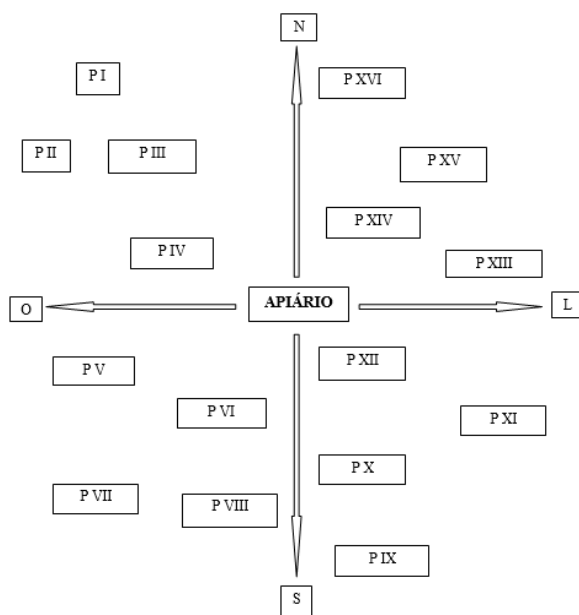 N
P I
P XVI
P II
P III
P XV
P XIV
P IV
P XIII
O
APIÁRIO
L
P V
P XII
P VI
P XI
P X
P VII
P VIII
P IX
S